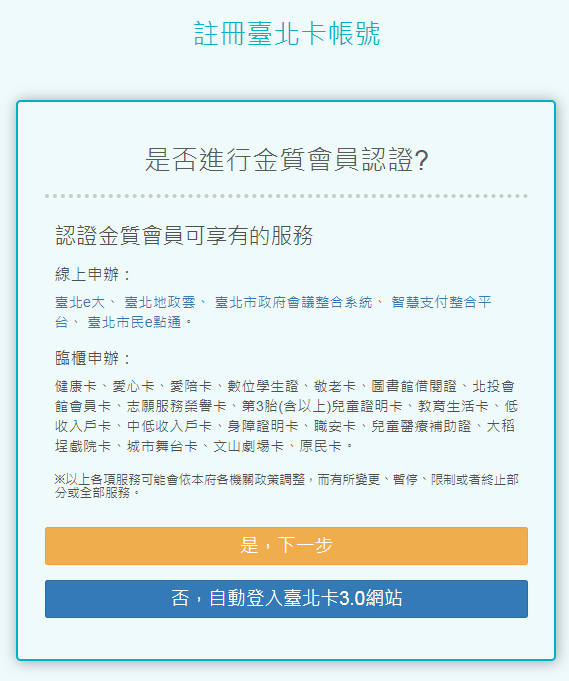 註冊臺北卡帳號
是否進行金質會員認證?
認證金質會員可享有的服務
線上申辦：
臺北e大、 臺北地政雲、 臺北市政府會議整合系統、 智慧支付整合平
台、 臺北市民e點通。
臨櫃申辦：
健康卡、愛心卡、愛陪卡、數位學生證、敬老卡、圖書館借閱證、北投會
館會員卡、志願服務榮譽卡、第3胎(含以上)兒童證明卡、教育生活卡、低
收入戶卡、中低收入戶卡、身障證明卡、職安卡、兒童醫療補助證、大稻
埕戲院卡、城市舞台卡、文山劇場卡、原民卡。
※以上各項服務可能會依本府各機關政策調整，而有所變更、暫停、限制或者終止部
分或全部服務。
是，下一步
否，自動登入臺北卡3.0網站